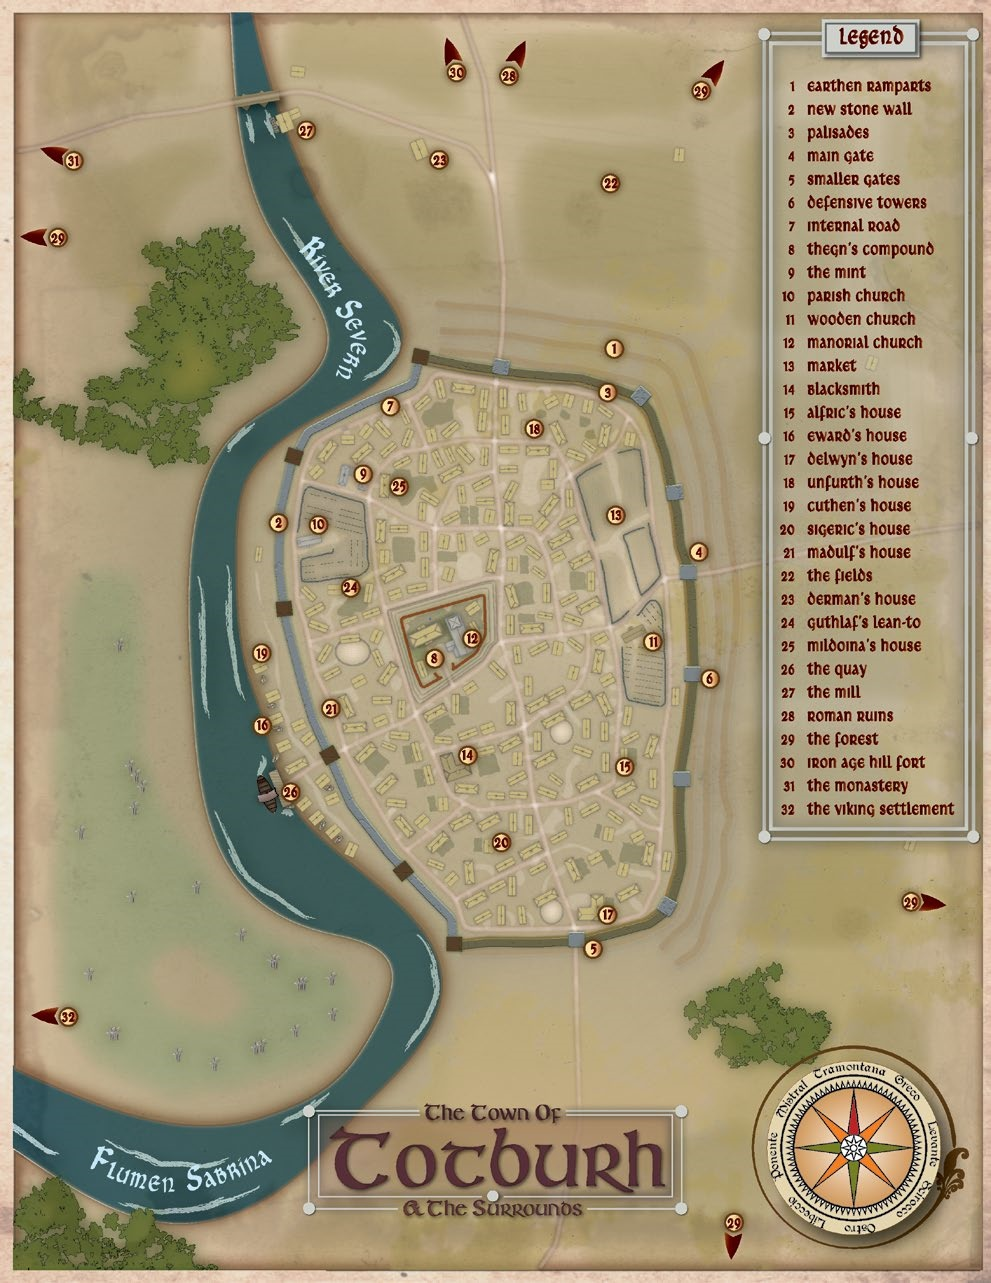 Legend
1 earthen ramparts
2 new stone wall
3 palisades
4 main gate
5 smaller gates
6 defensive towers
7 internal road
8 thegn's compound
9 the mint
10 parish church
11 wooden church
12 manorial church
13 market
14 blacksmith
15 alfric's house
16 eward's house
17 delwyn's house
18 unfurth's house
19 cuthen's house
20 sigeric's house
21 madulf's house
22 the fields
23 derman's house
24 guthlaf's lean-to
25 mildoina's house
26 the quay
27 the mill
28 roman ruins
29 the forest
30 iron age hill fort
31 the monastery
32 the viking settlement
30
28
29
27
31
23
22
29
River Severn
1
3
7
18
9
25
2
10
13
4
24
11
12
8
19
6
21
16
14
15
26
20
29
17
5
32
Flumen Sabrina
The Town Of
Totburh
& The Surrounds
29
Tramontana
Greco
Levante
Scirocco
Ostro
Libeccio
Ponente
Mistral